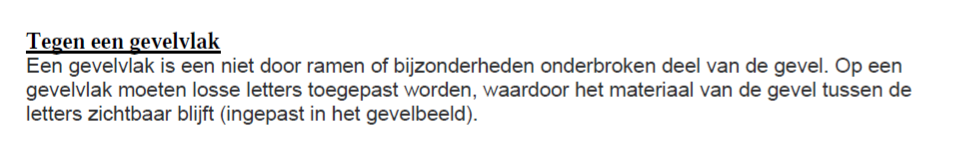 Tegen een gevelvlak
Een gevelvlak is een niet door ramen of bijzonderheden onderbroken deel van de gevel. Op een
gevelvlak moeten losse letters toegepast worden, waardoor het materiaal van de gevel tussen de
letters zichtbaar blijft (ingepast in het gevelbeeld).